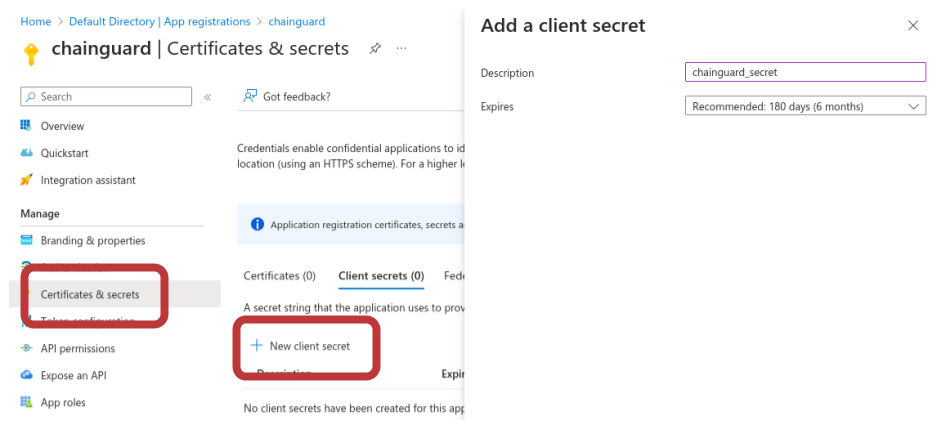 Home > Default Directory | App registrations > chainguard
chainguard | Certificates & secrets
Search
Overview
Quickstart
Integration assistant
Manage
Branding & properties
Certificates & secrets
Token configuration
API permissions
Expose an API
App roles
Got feedback?
Credentials enable confidential applications to id
location (using an HTTPS scheme). For a higher l
Application registration certificates, secrets a
Certificates (0) Client secrets (0) Fede
A secret string that the application uses to prov
New client secret
Description Expir
No client secrets have been created for this app
Add a client secret
Description chainguard_secret
Expires Recommended: 180 days (6 months)